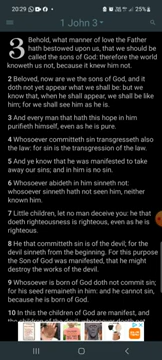 20:29
25%
1 John 3
3 Behold, what manner of love the Father
hath bestowed upon us, that we should be
called the sons of God: therefore the world
knoweth us not, because it knew him not.
2 Beloved, now are we the sons of God, and it
doth not yet appear what we shall be: but we
know that, when he shall appear, we shall be like
him; for we shall see him as he is.
3 And every man that hath this hope in him
purifieth himself, even as he is pure.
4 Whosoever committeth sin transgresseth also
the law: for sin is the transgression of the law.
5 And ye know that he was manifested to take
away our sins; and in him is no sin.
6 Whosoever abideth in him sinneth not:
whosoever sinneth hath not seen him, neither
known him.
7 Little children, let no man deceive you: he that
doeth righteousness is righteous, even as he is
righteous.
8 He that committeth sin is of the devil; for the
devil sinneth from the beginning. For this purpose
the Son of God was manifested, that he might
destroy the works of the devil.
9 Whosoever is born of God doth not commit sin;
for his seed remaineth in him: and he cannot sin,
because he is born of God.
10 In this the children of God are manifest, and
the children of the devil: whosoever doeth not